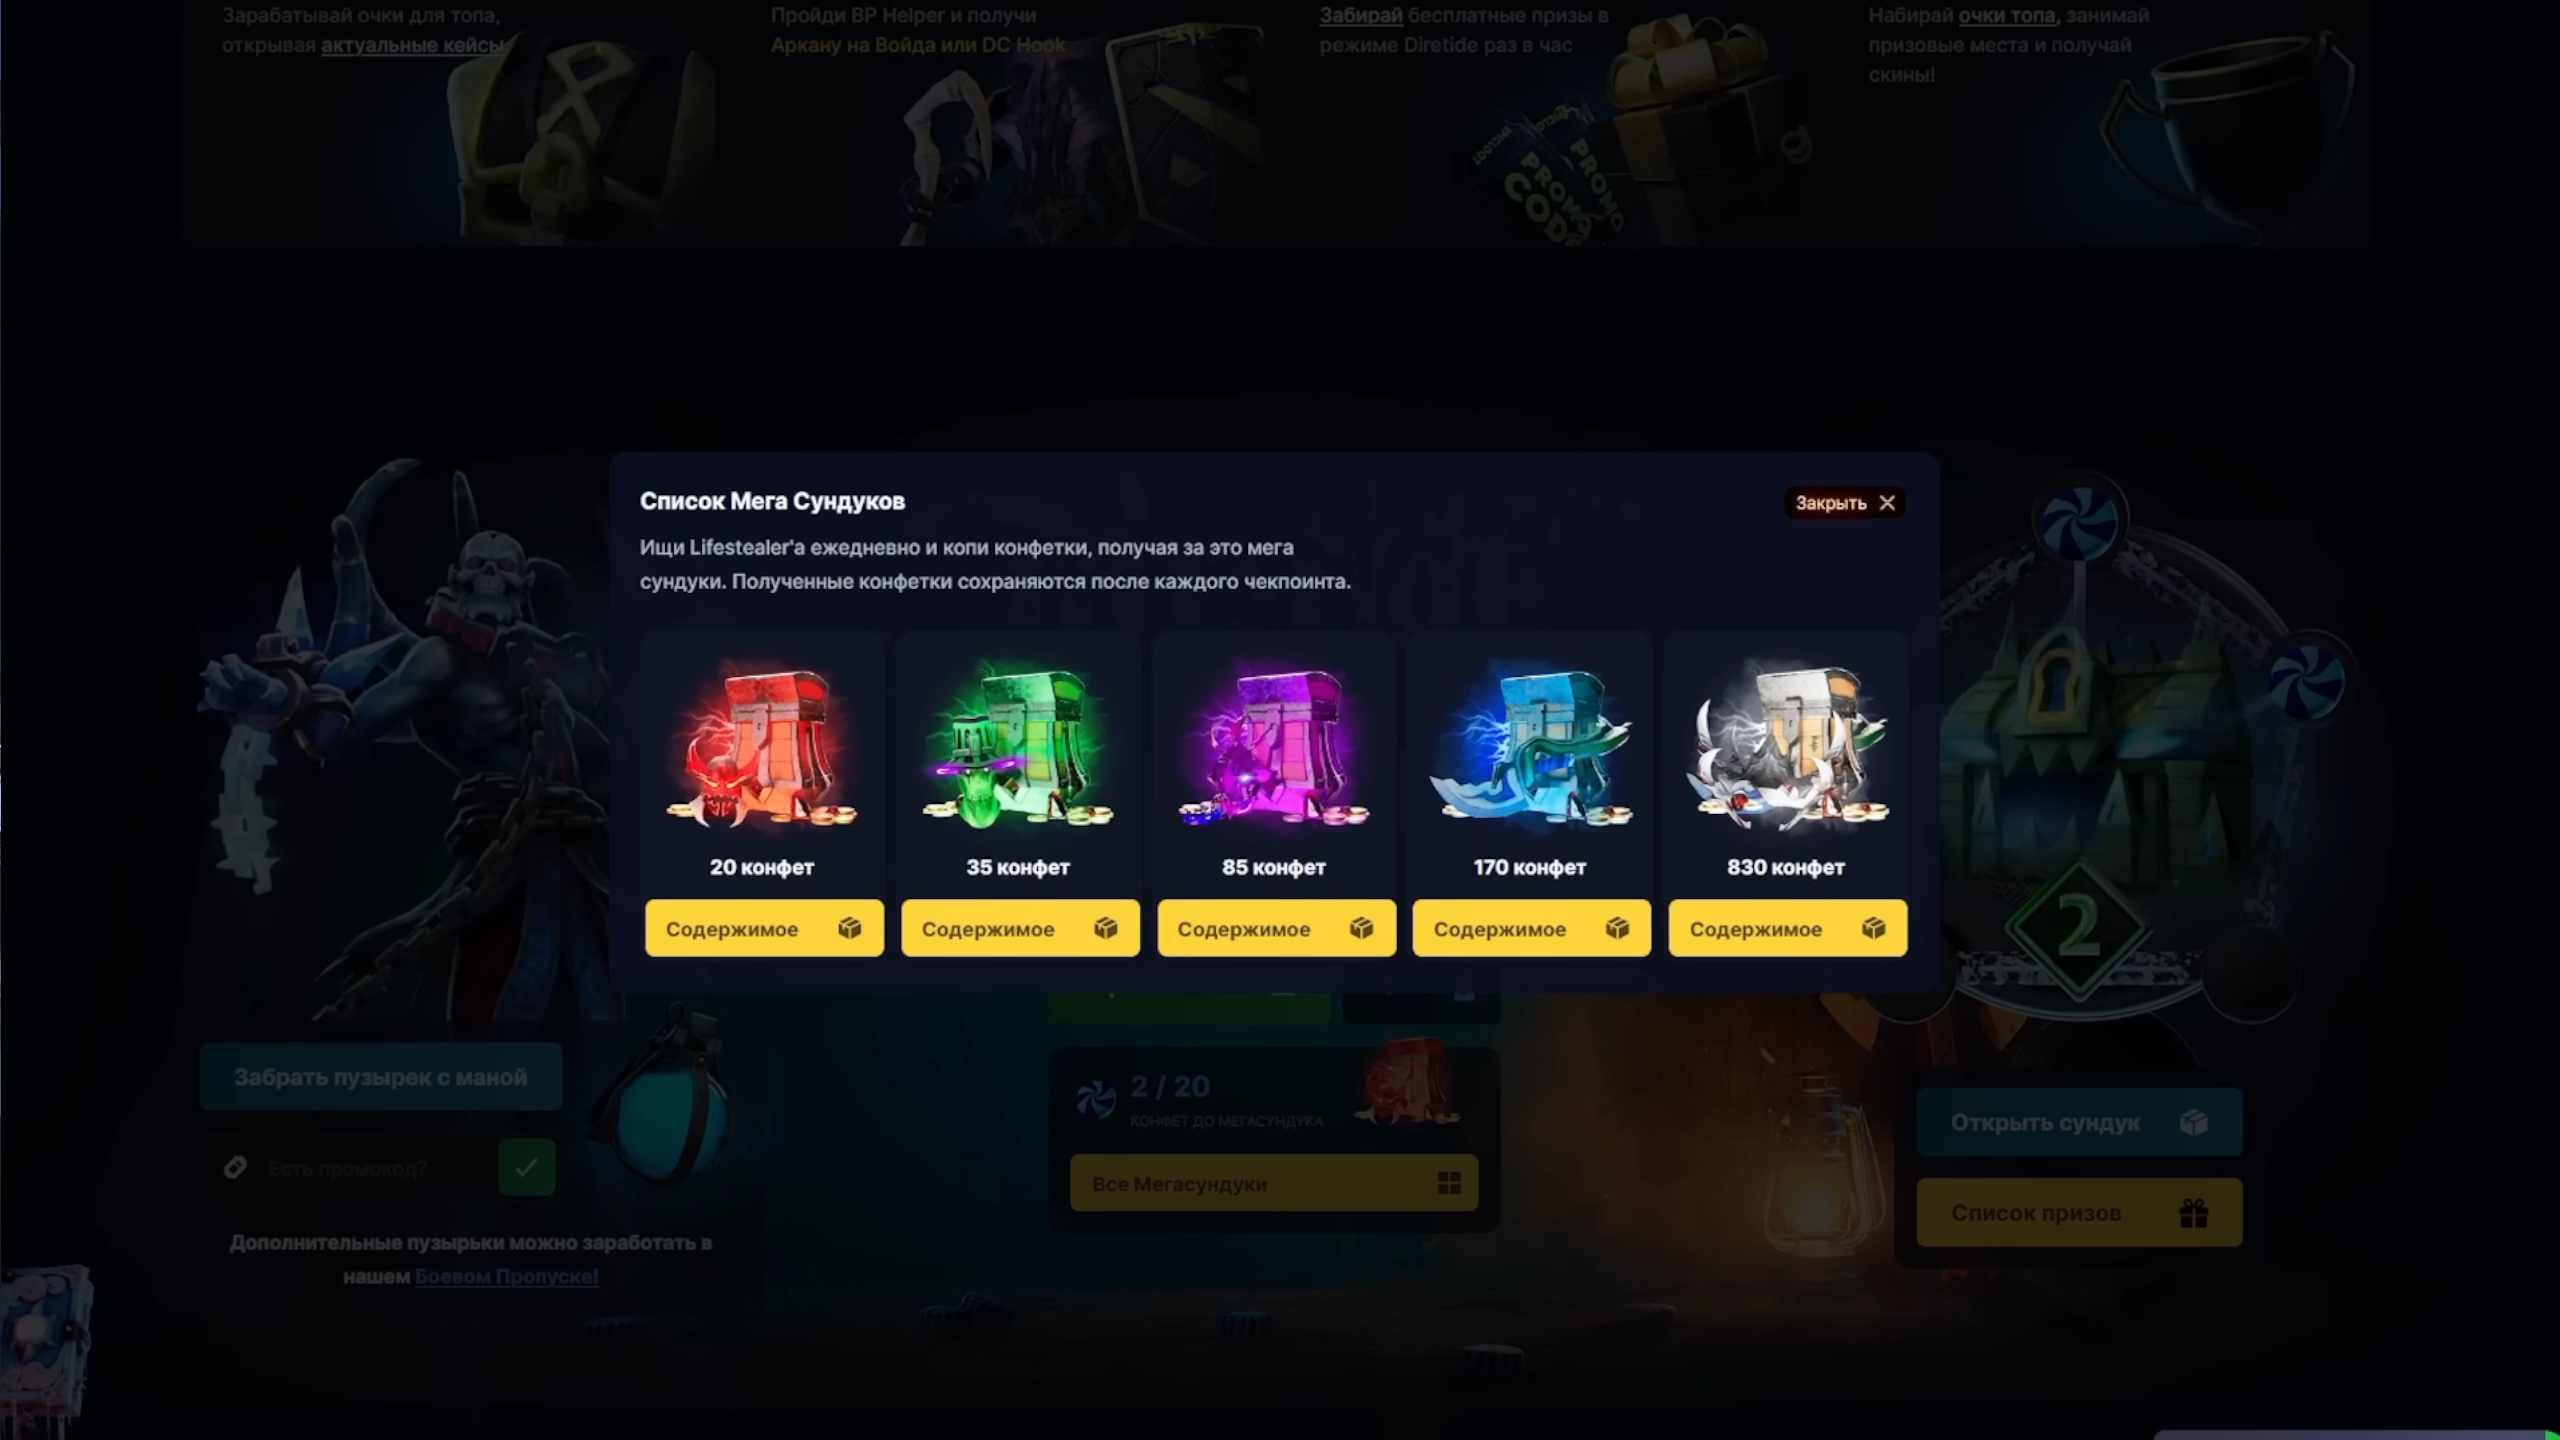 Зарабатывай очки для топа,
открывая актуальные кейсы
Пройди BP Helper и получи
Аркану на Войда или DC Hook
Забирай бесплатные призы в
режиме Diretide раз в час
Набирай очки топа, занимай
призовые места и получай
скины!
PROMO
CODE
PROMO
Список Мега Сундуков
Закрыть
Ищи Lifestealer'а ежедневно и копи конфетки, получая за это мега
сундуки. Полученные конфетки сохраняются после каждого чекпоинта.
20 конфет
35 конфет
85 конфет
170 конфет
830 конфет
Содержимое
Содержимое
Содержимое
Содержимое
Содержимое
2
Забрать пузырек с маной
Есть промокод?
Дополнительные пузырьки можно заработать в
нашем Боевом Пропуске!
2 / 20
КОНФЕТ ДО МЕГАСУНДУКА
Все Мегасундуки
Открыть сундук
Список призов